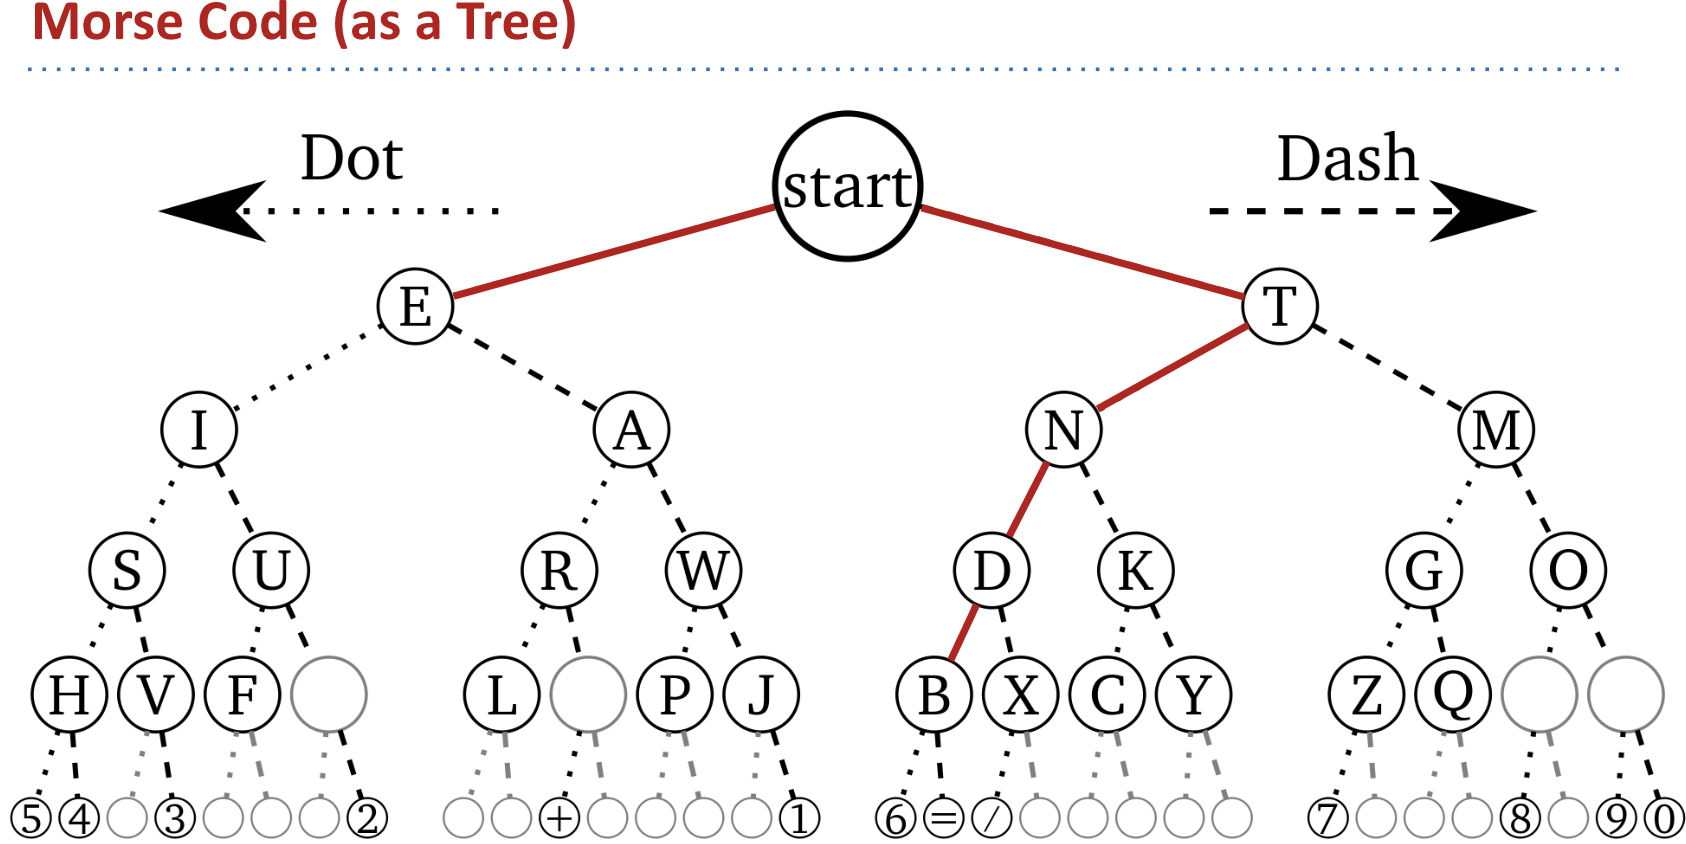 Morse Code (as a Tree)
Dot start Dash
E T
I A N M
S U R W D K G O
H V F L P J B X C Y Z Q
5 4 3 2 + 1 6 = / 7 8 9 0